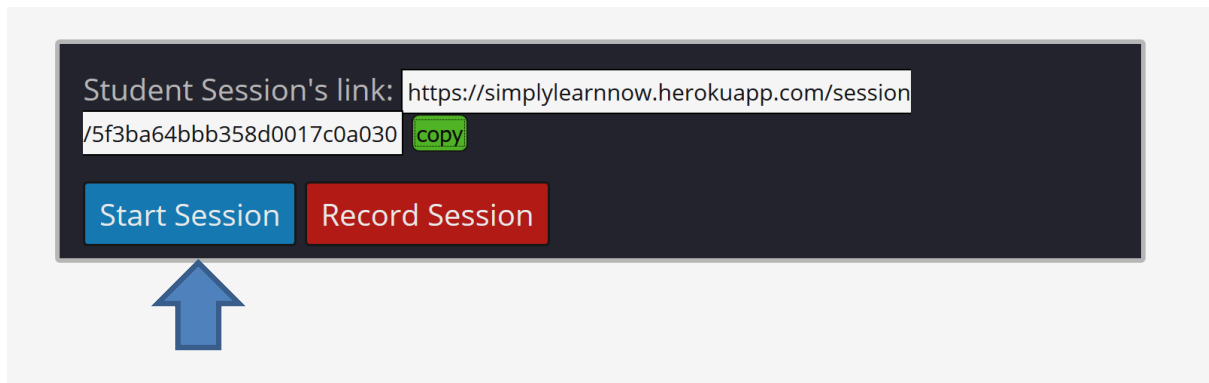 Student Session's link: https://simplylearnnow.herokuapp.com/session
/5f3ba64bbb358d0017c0a030 copy
Start Session Record Session